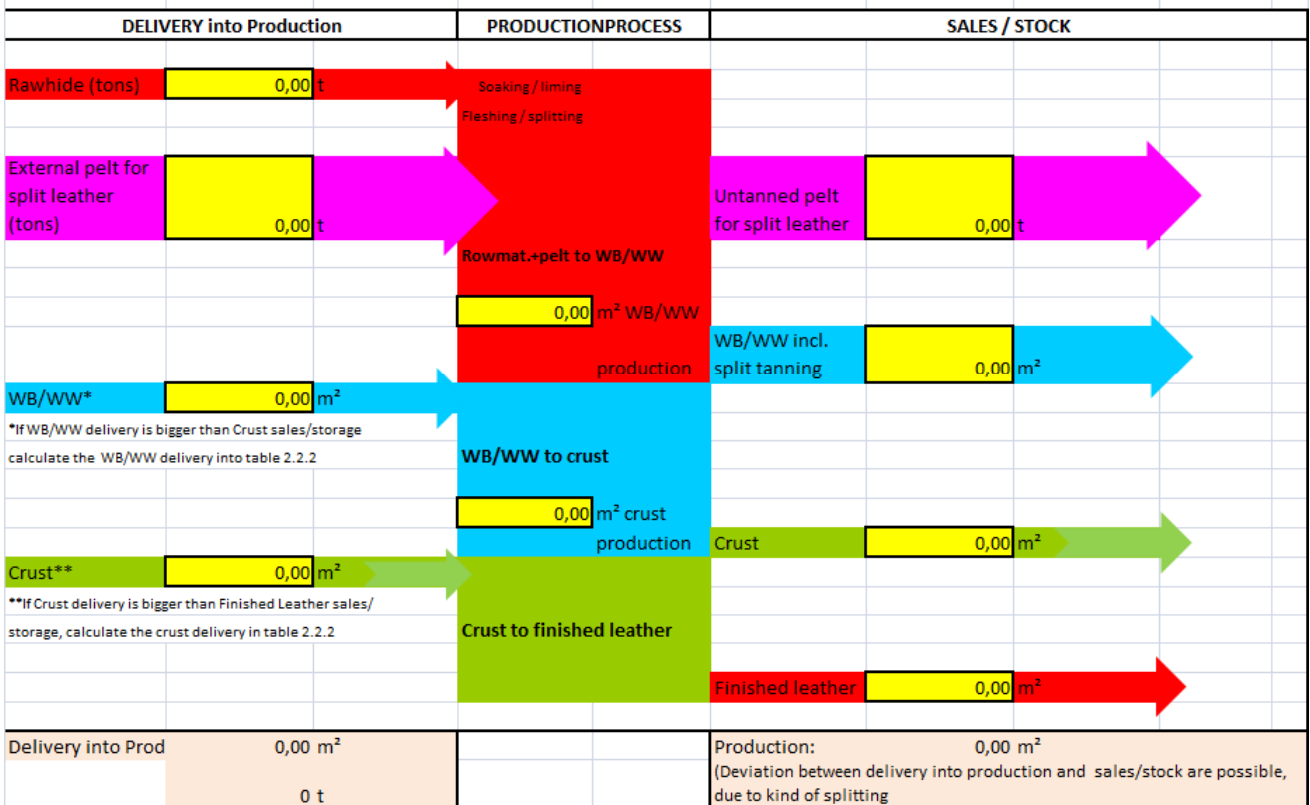 DELIVERY into Production PRODUCTIONPROCESS SALES / STOCK
Rawhide (tons) 0,00 t Soaking / liming
Fleshing / splitting
External pelt for
split leather
(tons) 0,00 t
Untanned pelt
for split leather 0,00 t
Rowmat.+pelt to WB/WW
0,00 m² WB/WW
production
WB/WW incl.
split tanning 0,00 m²
WB/WW* 0,00 m²
*If WB/WW delivery is bigger than Crust sales/storage
calculate the WB/WW delivery into table 2.2.2
WB/WW to crust
0,00 m² crust
production
Crust 0,00 m²
Crust** 0,00 m²
**If Crust delivery is bigger than Finished Leather sales/
storage, calculate the crust delivery in table 2.2.2
Crust to finished leather
Finished leather 0,00 m²
Delivery into Prod 0,00 m²
0 t
Production: 0,00 m²
(Deviation between delivery into production and sales/stock are possible,
due to kind of splitting